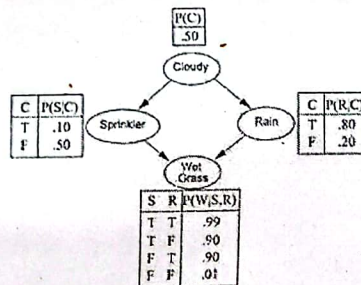 P(C)
.50
Cloudy
C P(S|C)
T .10
F .50
Sprinkler
Rain
C P(R,C)
T .80
F .20
Wet
Grass
S R P(W|S,R)
T T .99
T F .90
F T .90
F F .01